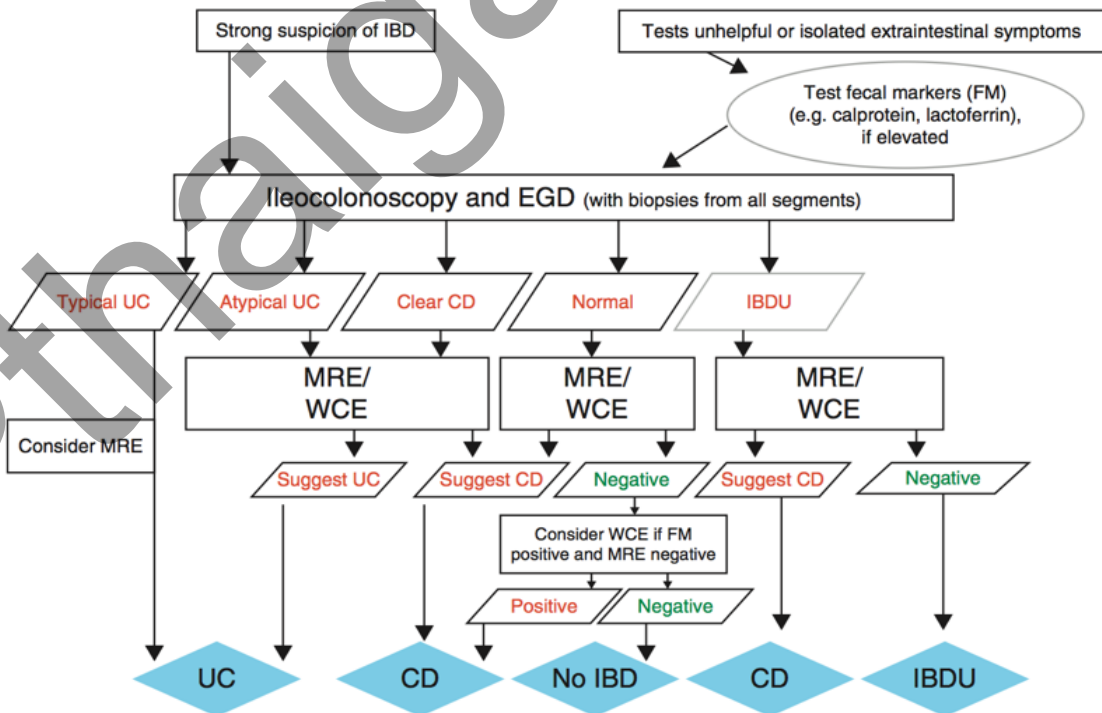 Strong suspicion of IBD
Tests unhelpful or isolated extraintestinal symptoms
Test fecal markers (FM)
(e.g. calprotein, lactoferrin),
if elevated
Ileocolonoscopy and EGD (with biopsies from all segments)
Typical UC
Atypical UC
Clear CD
Normal
IBDU
MRE/
WCE
MRE/
WCE
MRE/
WCE
Consider MRE
Suggest UC
Suggest CD
Negative
Suggest CD
Negative
Consider WCE if FM
positive and MRE negative
Positive
Negative
UC
CD
No IBD
CD
IBDU